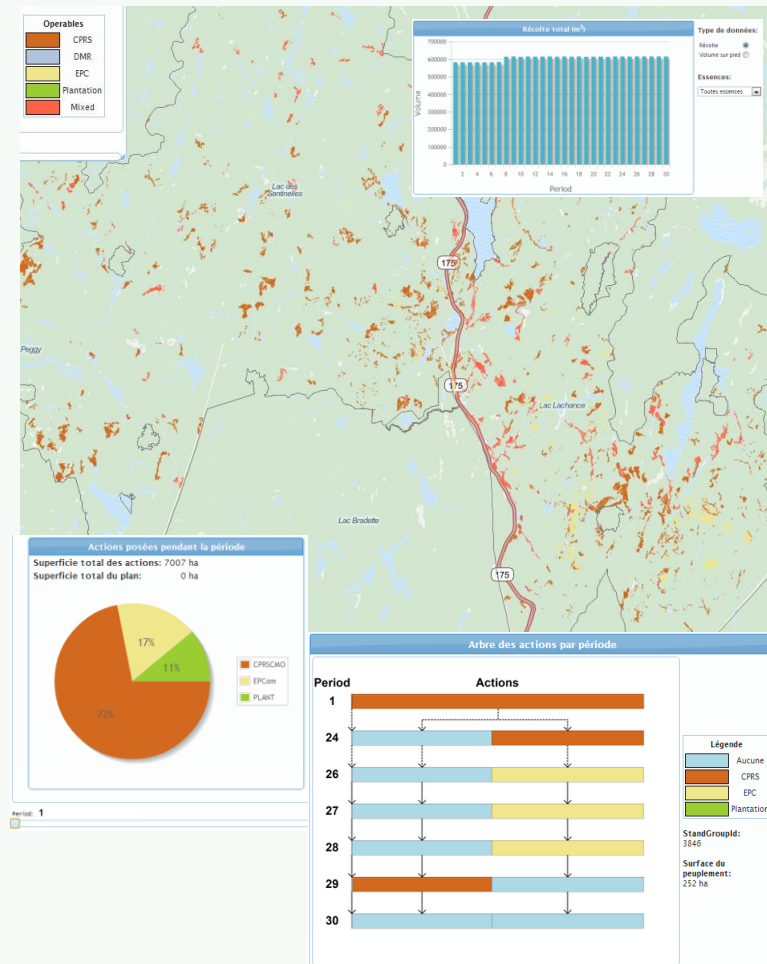 Operables
CPRS
DMR
EPC
Plantation
Mixed
Récolte total (m³)
Volume
700000
600000
500000
400000
300000
200000
100000
0
2 4 6 8 10 12 14 16 18 20 22 24 26 28 30
Period
Type de données:
Récolte
Volume sur pied
Essences:
Toutes essences
Lac des
Sentinelles
175
Peggy
175
Lac Lachance
Lac Bradette
175
Actions posées pendant la période
Superficie total des actions: 7007 ha
Superficie total du plan: 0 ha
17%
11%
72%
CPRSCMO
EPCom
PLANT
Period: 1
Arbre des actions par période
Period Actions
1
24
26
27
28
29
30
Légende
Aucune
CPRS
EPC
Plantation
StandGroupId:
3846
Surface du
peuplement:
252 ha